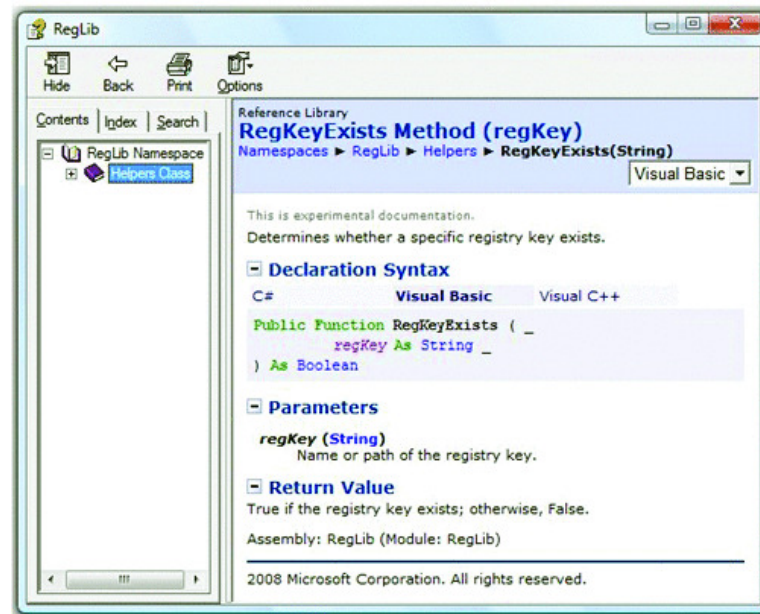 RegLib
Hide Back Print Options
Contents Index Search
RegLib Namespace
Helpers Class
Reference Library
RegKeyExists Method (regKey)
Namespaces ► RegLib ► Helpers ► RegKeyExists(String)
Visual Basic
This is experimental documentation.
Determines whether a specific registry key exists.
Declaration Syntax
C# Visual Basic Visual C++
Public Function RegKeyExists ( _
regKey As String _
) As Boolean
Parameters
regKey (String)
Name or path of the registry key.
Return Value
True if the registry key exists; otherwise, False.
Assembly: RegLib (Module: RegLib)
2008 Microsoft Corporation. All rights reserved.